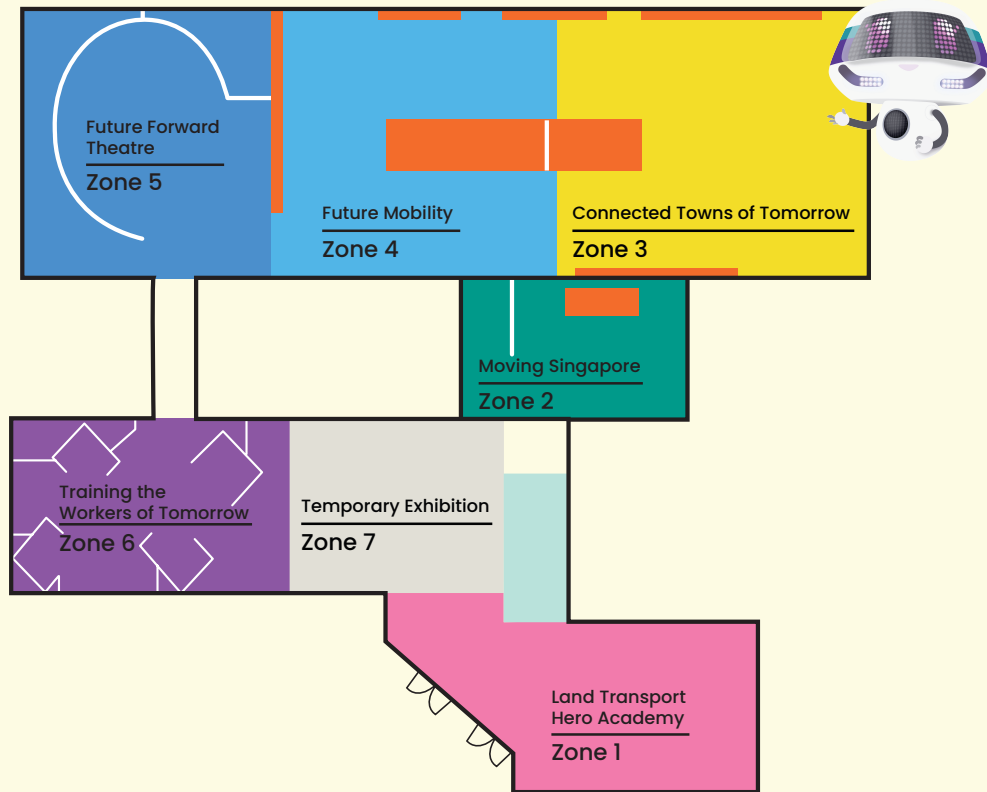 Future Forward
Theatre
Zone 5
Future Mobility
Zone 4
Connected Towns of Tomorrow
Zone 3
Moving Singapore
Zone 2
Training the
Workers of Tomorrow
Zone 6
Temporary Exhibition
Zone 7
Land Transport
Hero Academy
Zone 1